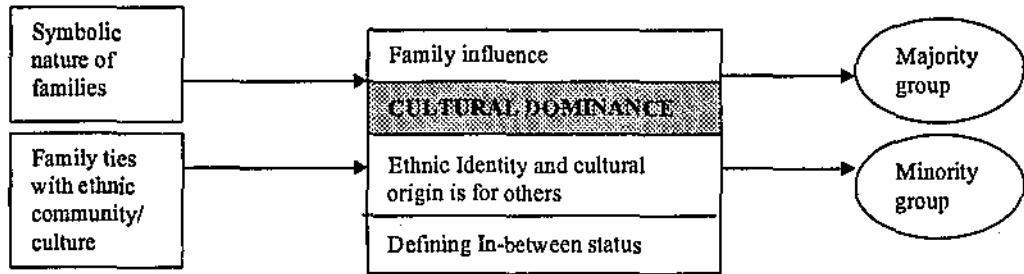 Symbolic
nature of
families
Family ties
with ethnic
community/
culture
Family influence
CULTURAL DOMINANCE
Ethnic Identity and cultural
origin is for others
Defining In-between status
Majority
group
Minority
group